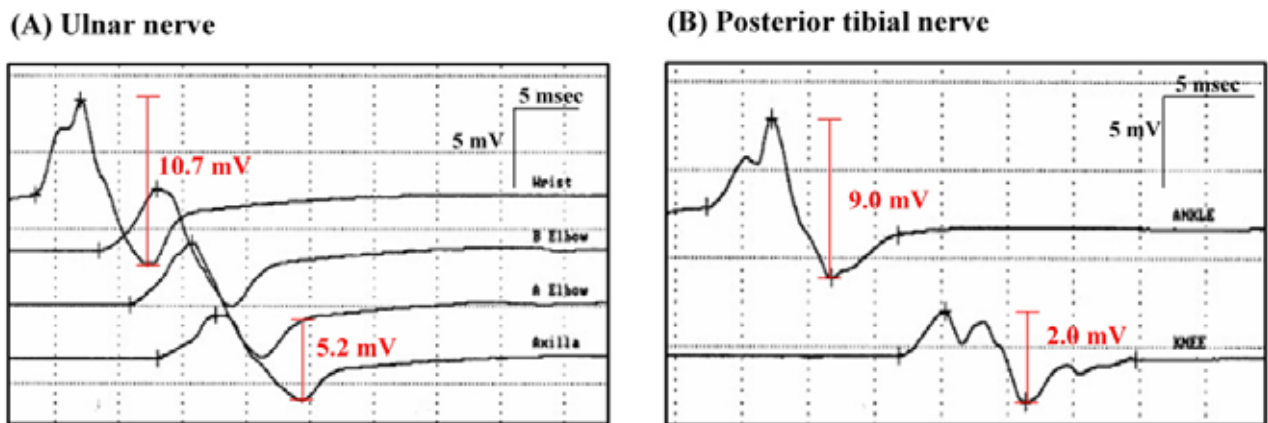 (A) Ulnar nerve
5 msec
5 mV
10.7 mV
Wrist
B Elbow
A Elbow
Axilla
5.2 mV
(B) Posterior tibial nerve
5 msec
5 mV
9.0 mV
ANKLE
2.0 mV
KNEE